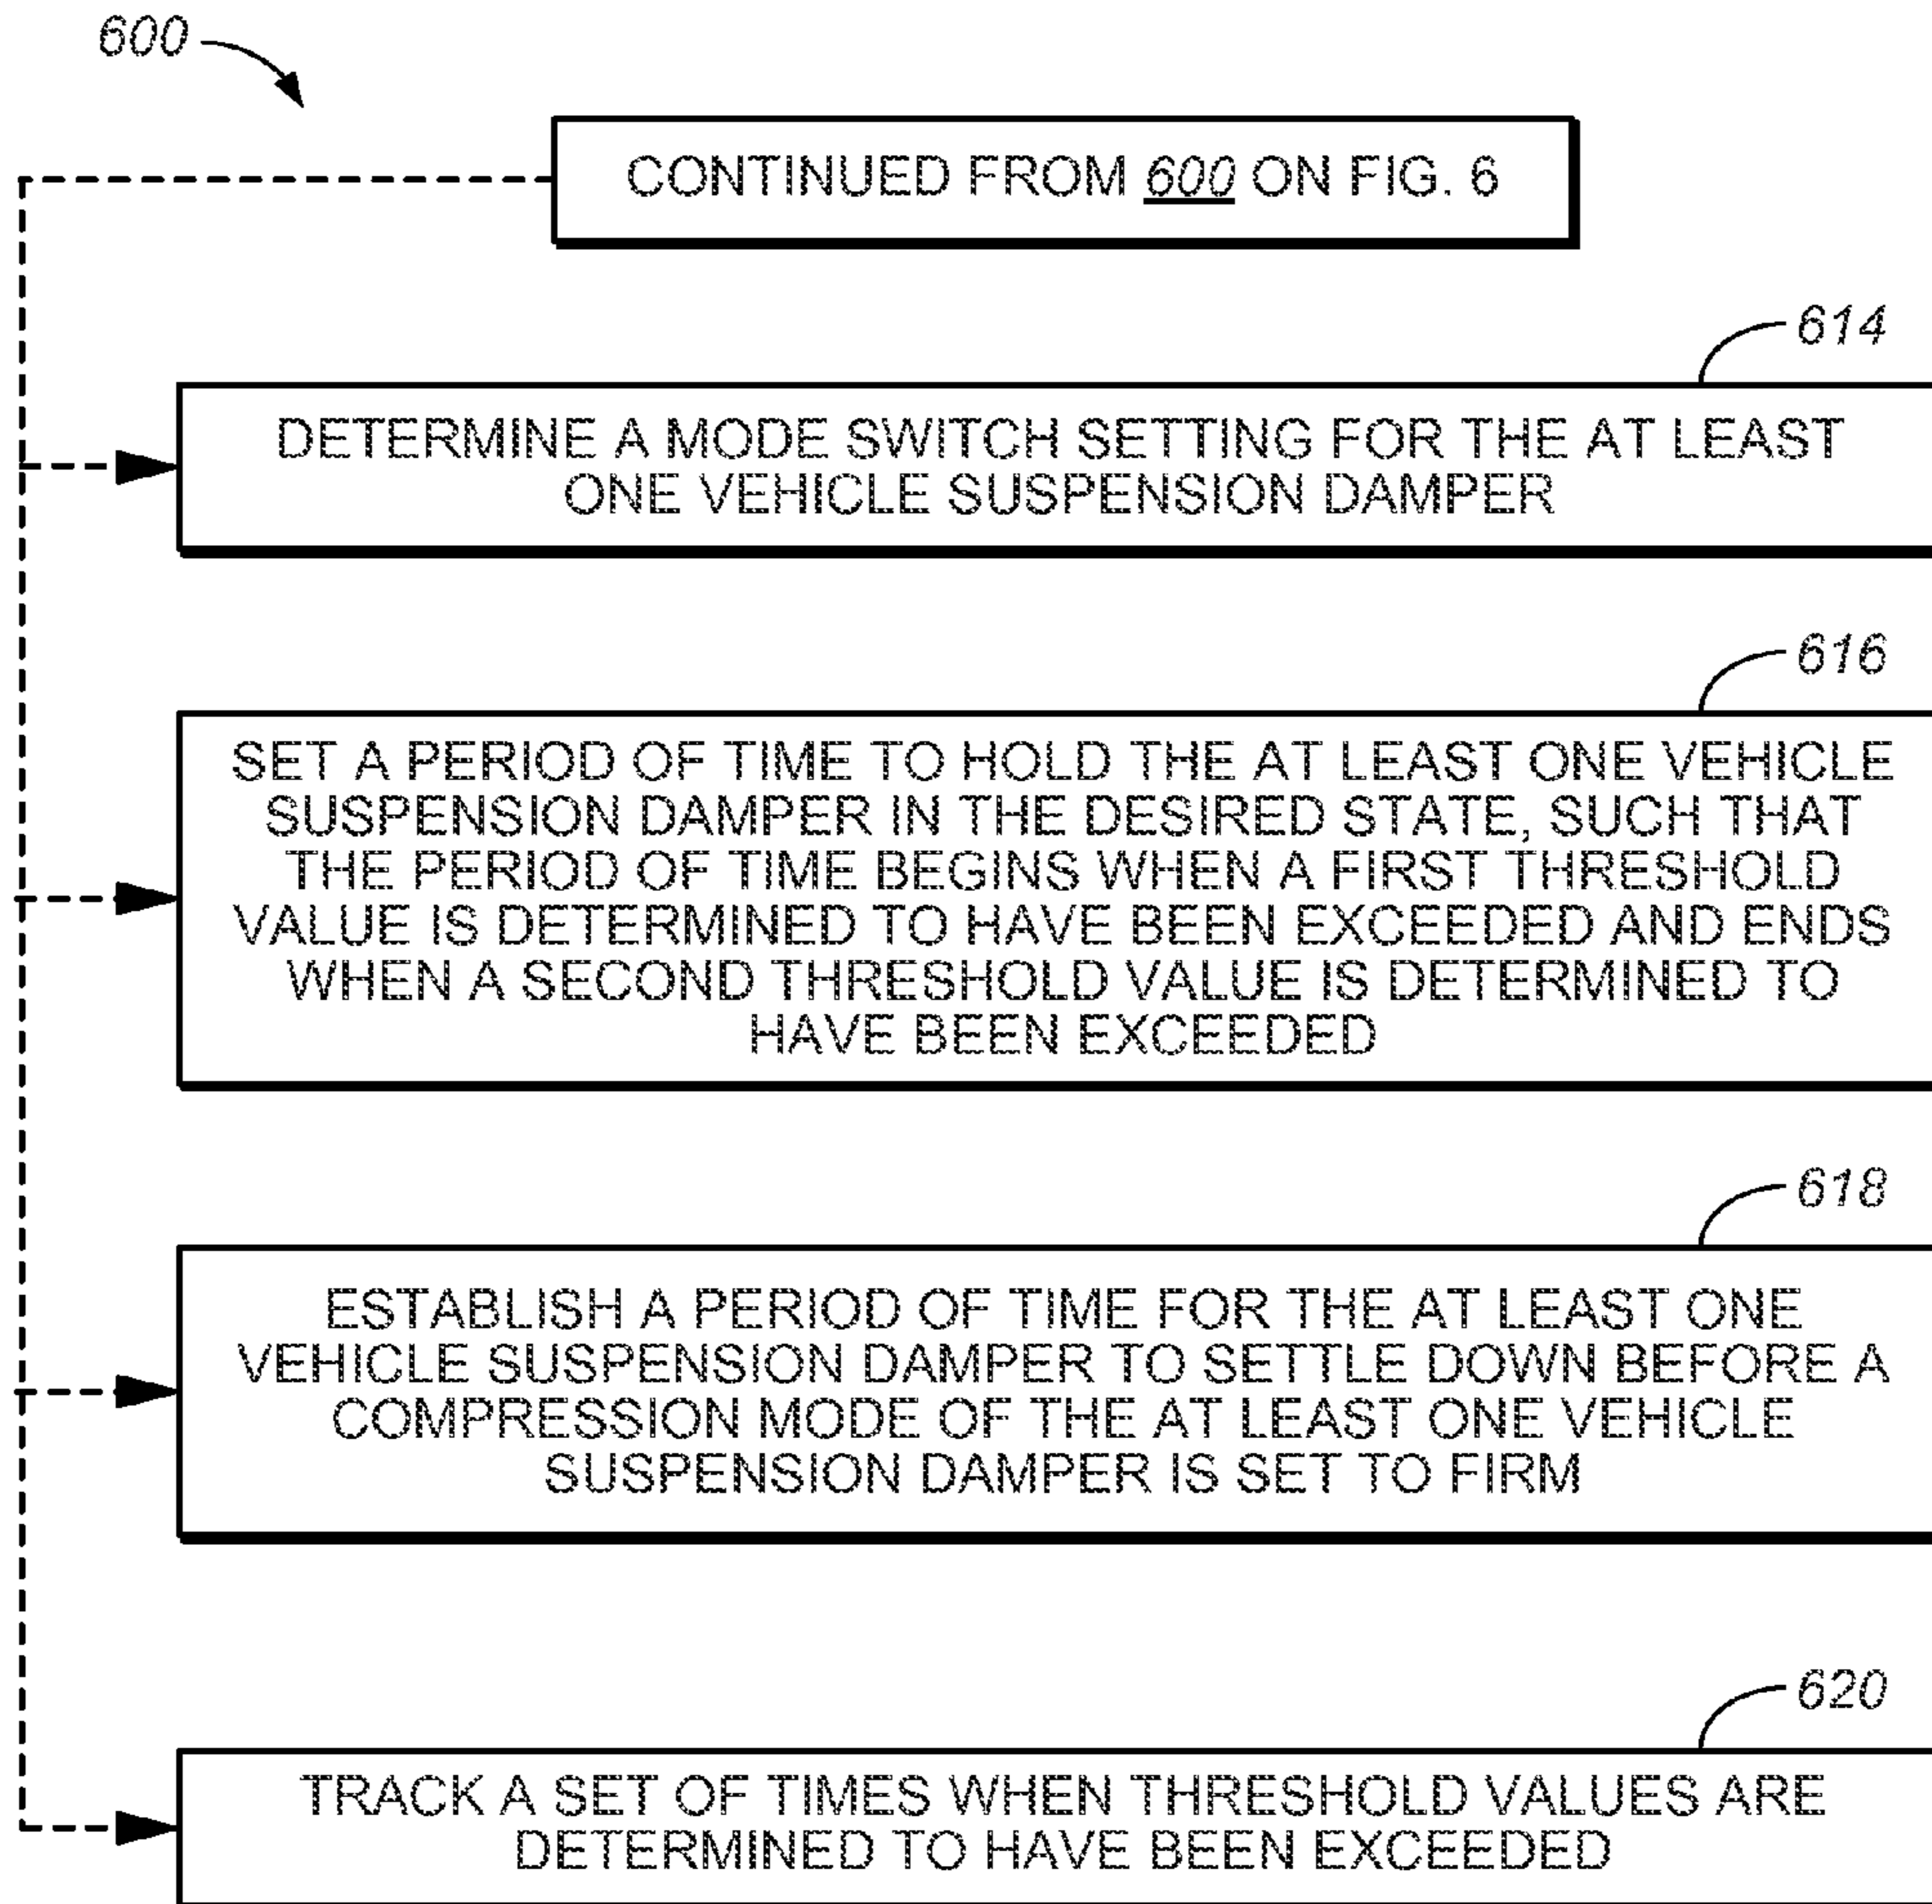 600
CONTINUED FROM 600 ON FIG. 6
614
DETERMINE A MODE SWITCH SETTING FOR THE AT LEAST
ONE VEHICLE SUSPENSION DAMPER
616
SET A PERIOD OF TIME TO HOLD THE AT LEAST ONE VEHICLE
SUSPENSION DAMPER IN THE DESIRED STATE, SUCH THAT
THE PERIOD OF TIME BEGINS WHEN A FIRST THRESHOLD
VALUE IS DETERMINED TO HAVE BEEN EXCEEDED AND ENDS
WHEN A SECOND THRESHOLD VALUE IS DETERMINED TO
HAVE BEEN EXCEEDED
618
ESTABLISH A PERIOD OF TIME FOR THE AT LEAST ONE
VEHICLE SUSPENSION DAMPER TO SETTLE DOWN BEFORE A
COMPRESSION MODE OF THE AT LEAST ONE VEHICLE
SUSPENSION DAMPER IS SET TO FIRM
620
TRACK A SET OF TIMES WHEN THRESHOLD VALUES ARE
DETERMINED TO HAVE BEEN EXCEEDED